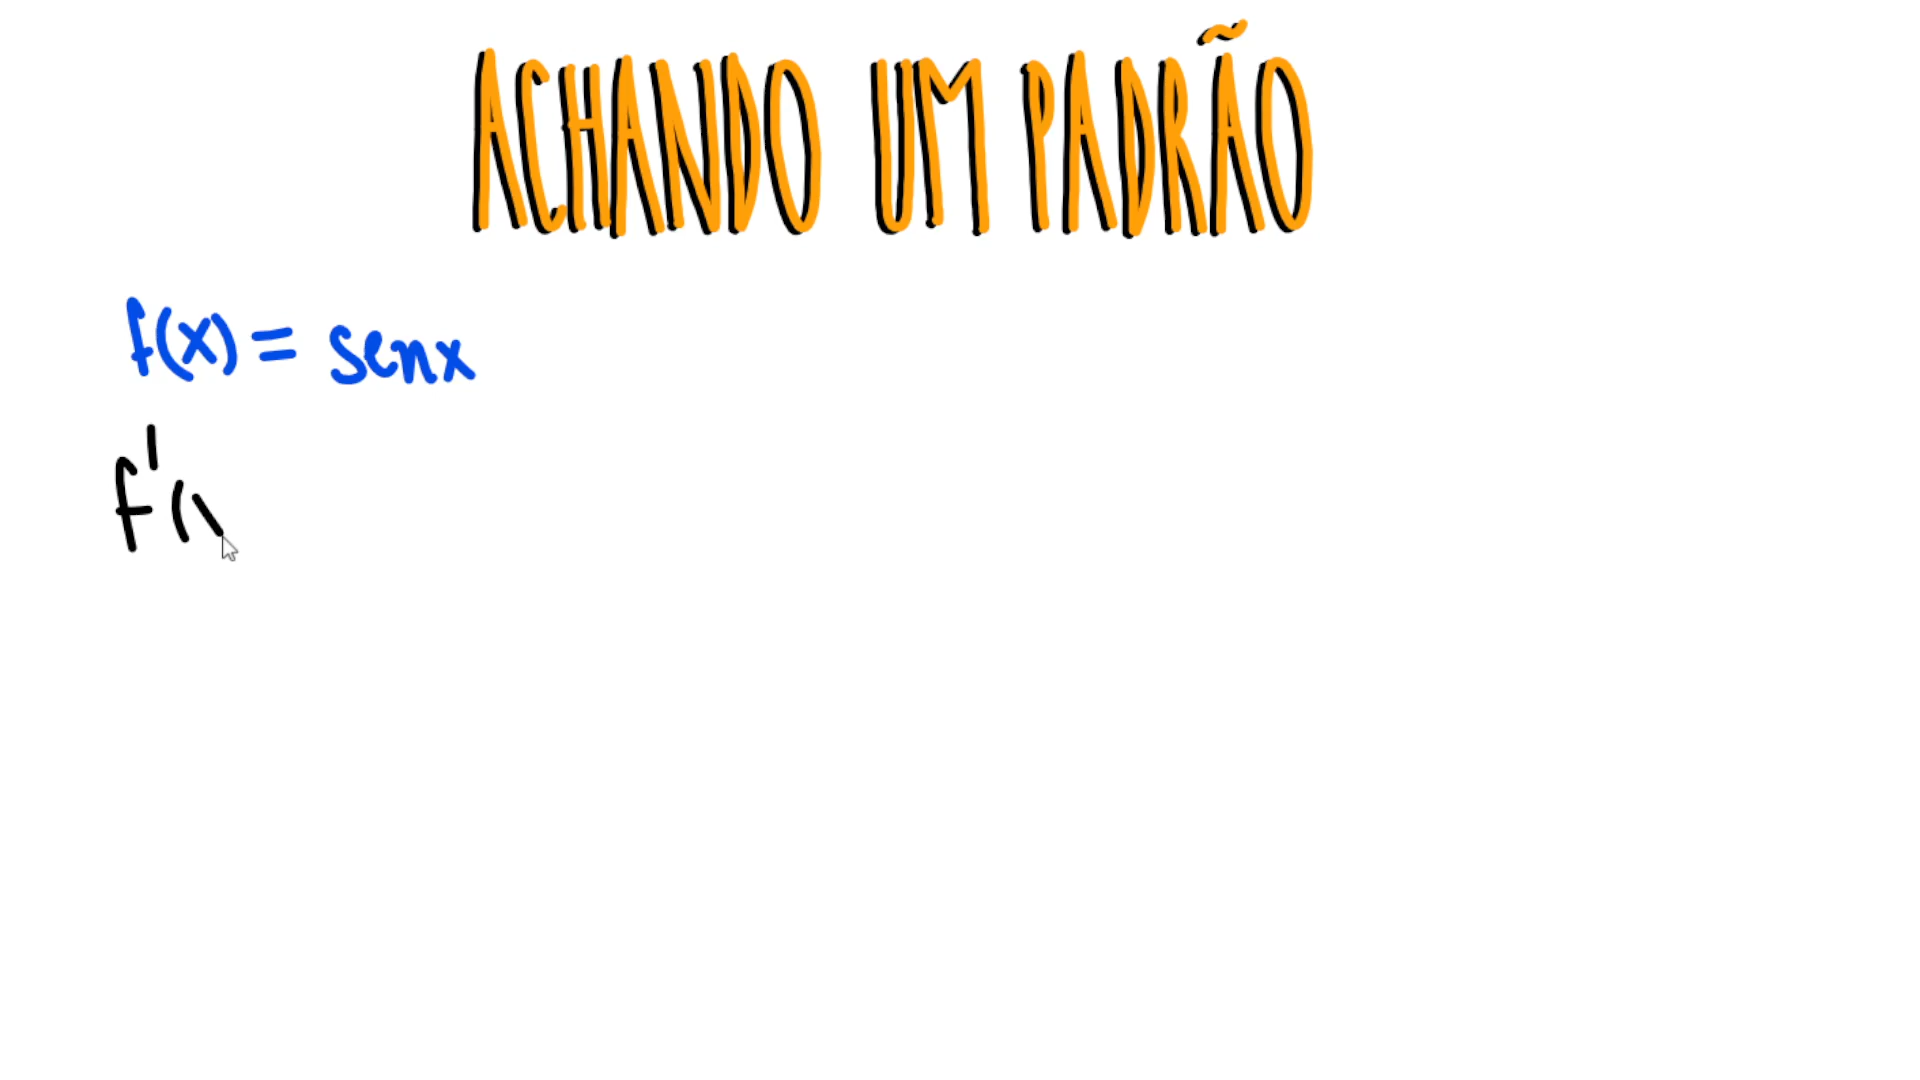 ACHANDO UM PADRÃO
f(x) = senx
f'(\